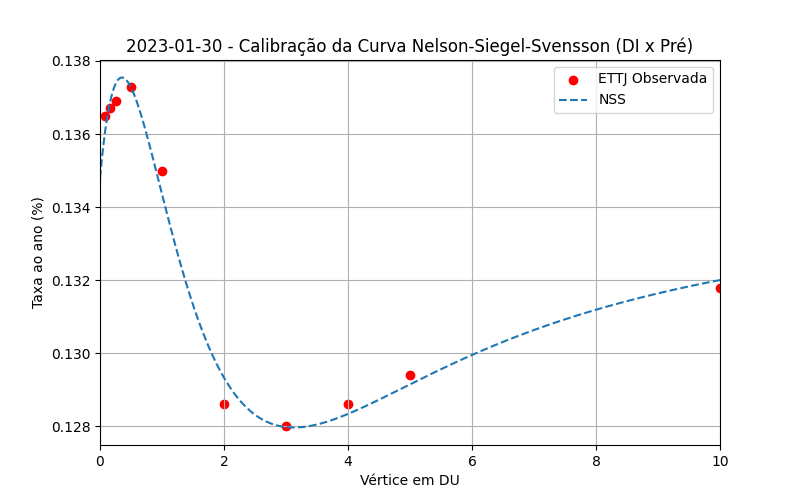 2023-01-30 - Calibração da Curva Nelson-Siegel-Svensson (DI x Pré)
ETTJ Observada
NSS
Taxa ao ano (%)
0.138
0.136
0.134
0.132
0.130
0.128
0
2
4
6
8
10
Vértice em DU